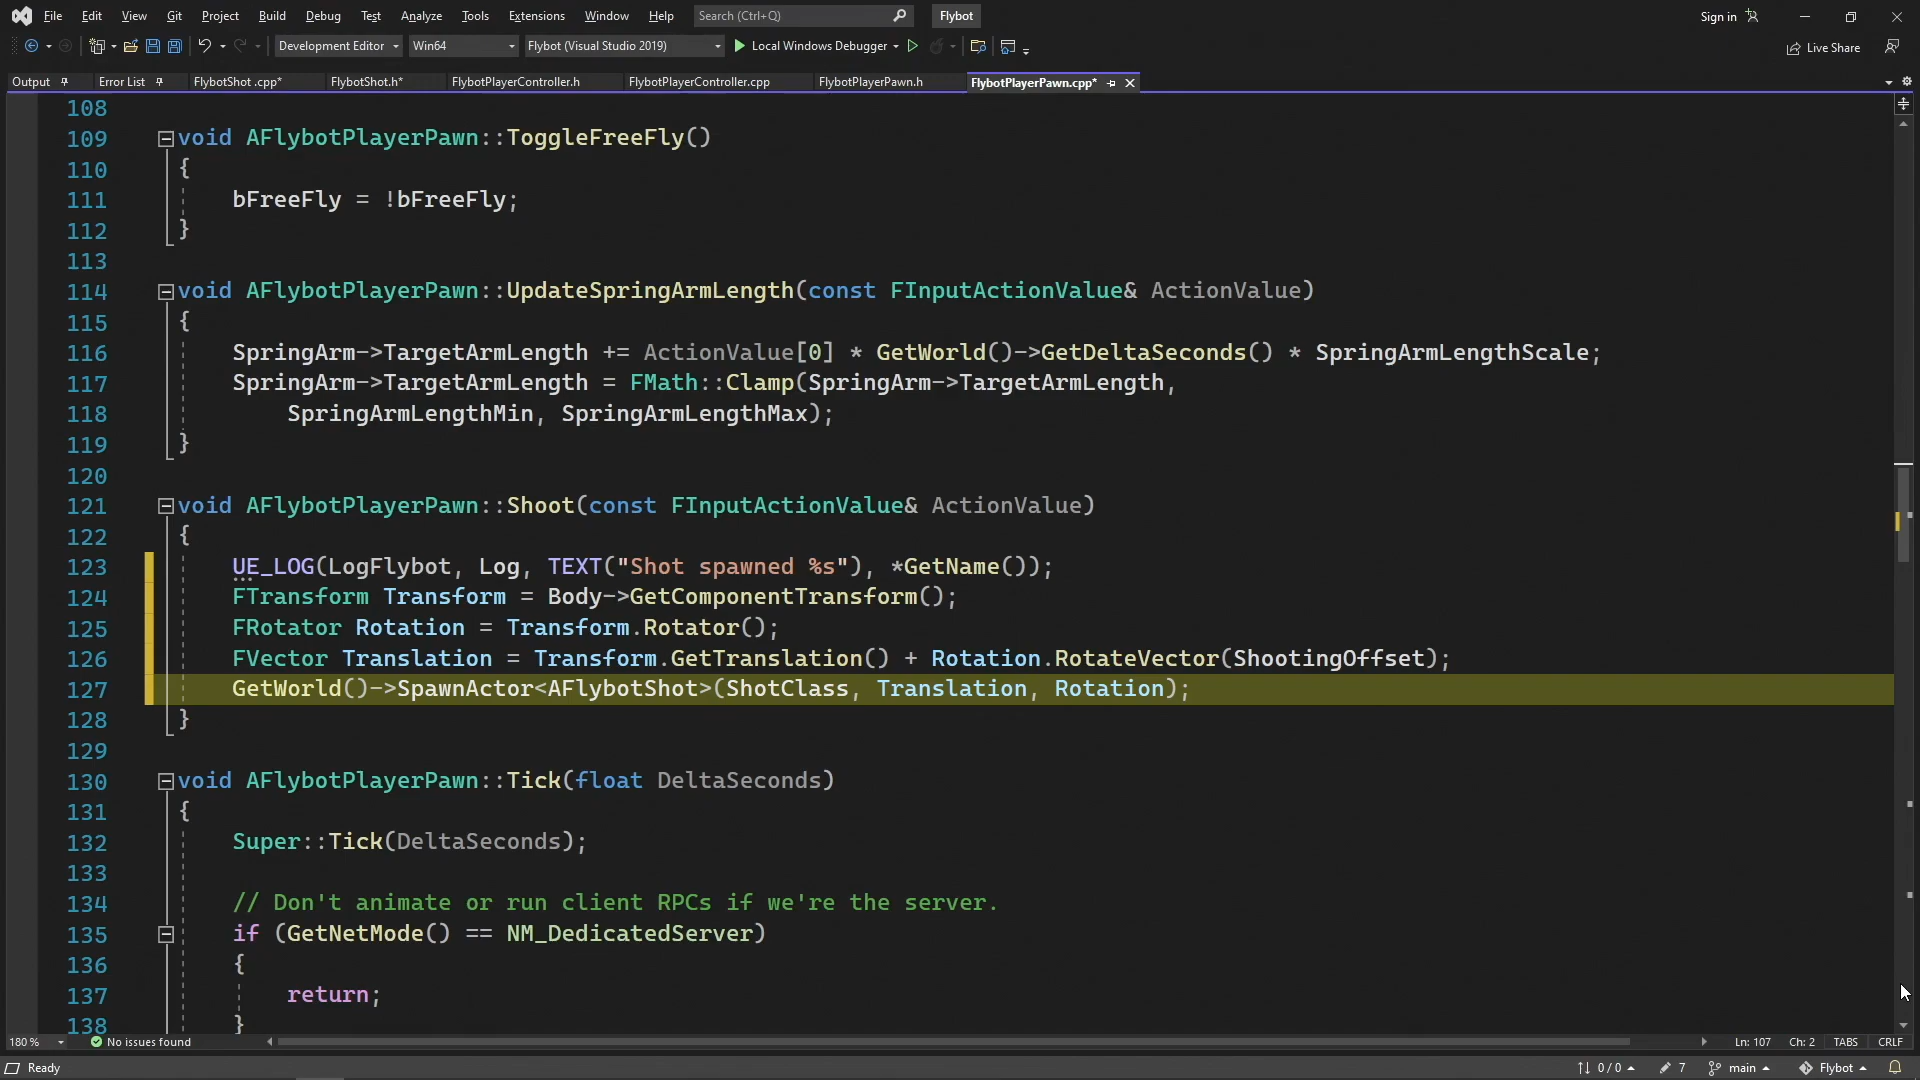 File Edit View Git Project Build Debug Test Analyze Tools Extensions Window Help Search (Ctrl+Q) Flybot Sign in
Development Editor Win64 Flybot (Visual Studio 2019) Local Windows Debugger Live Share
Output Error List FlybotShot .cpp* FlybotShot.h* FlybotPlayerController.h FlybotPlayerController.cpp FlybotPlayerPawn.h FlybotPlayerPawn.cpp*
108
109 void AFlybotPlayerPawn::ToggleFreeFly()
110 {
111 bFreeFly = !bFreeFly;
112 }
113
114 void AFlybotPlayerPawn::UpdateSpringArmLength(const FInputActionValue& ActionValue)
115 {
116 SpringArm->TargetArmLength += ActionValue[0] * GetWorld()->GetDeltaSeconds() * SpringArmLengthScale;
117 SpringArm->TargetArmLength = FMath::Clamp(SpringArm->TargetArmLength,
118 SpringArmLengthMin, SpringArmLengthMax);
119 }
120
121 void AFlybotPlayerPawn::Shoot(const FInputActionValue& ActionValue)
122 {
123 UE_LOG(LogFlybot, Log, TEXT("Shot spawned %s"), *GetName());
124 FTransform Transform = Body->GetComponentTransform();
125 FRotator Rotation = Transform.Rotator();
126 FVector Translation = Transform.GetTranslation() + Rotation.RotateVector(ShootingOffset);
127 GetWorld()->SpawnActor<AFlybotShot>(ShotClass, Translation, Rotation);
128 }
129
130 void AFlybotPlayerPawn::Tick(float DeltaSeconds)
131 {
132 Super::Tick(DeltaSeconds);
133
134 // Don't animate or run client RPCs if we're the server.
135 if (GetNetMode() == NM_DedicatedServer)
136 {
137 return;
138 }
180 % No issues found Ln: 107 Ch: 2 TABS CRLF
Ready 0 / 0 7 main Flybot